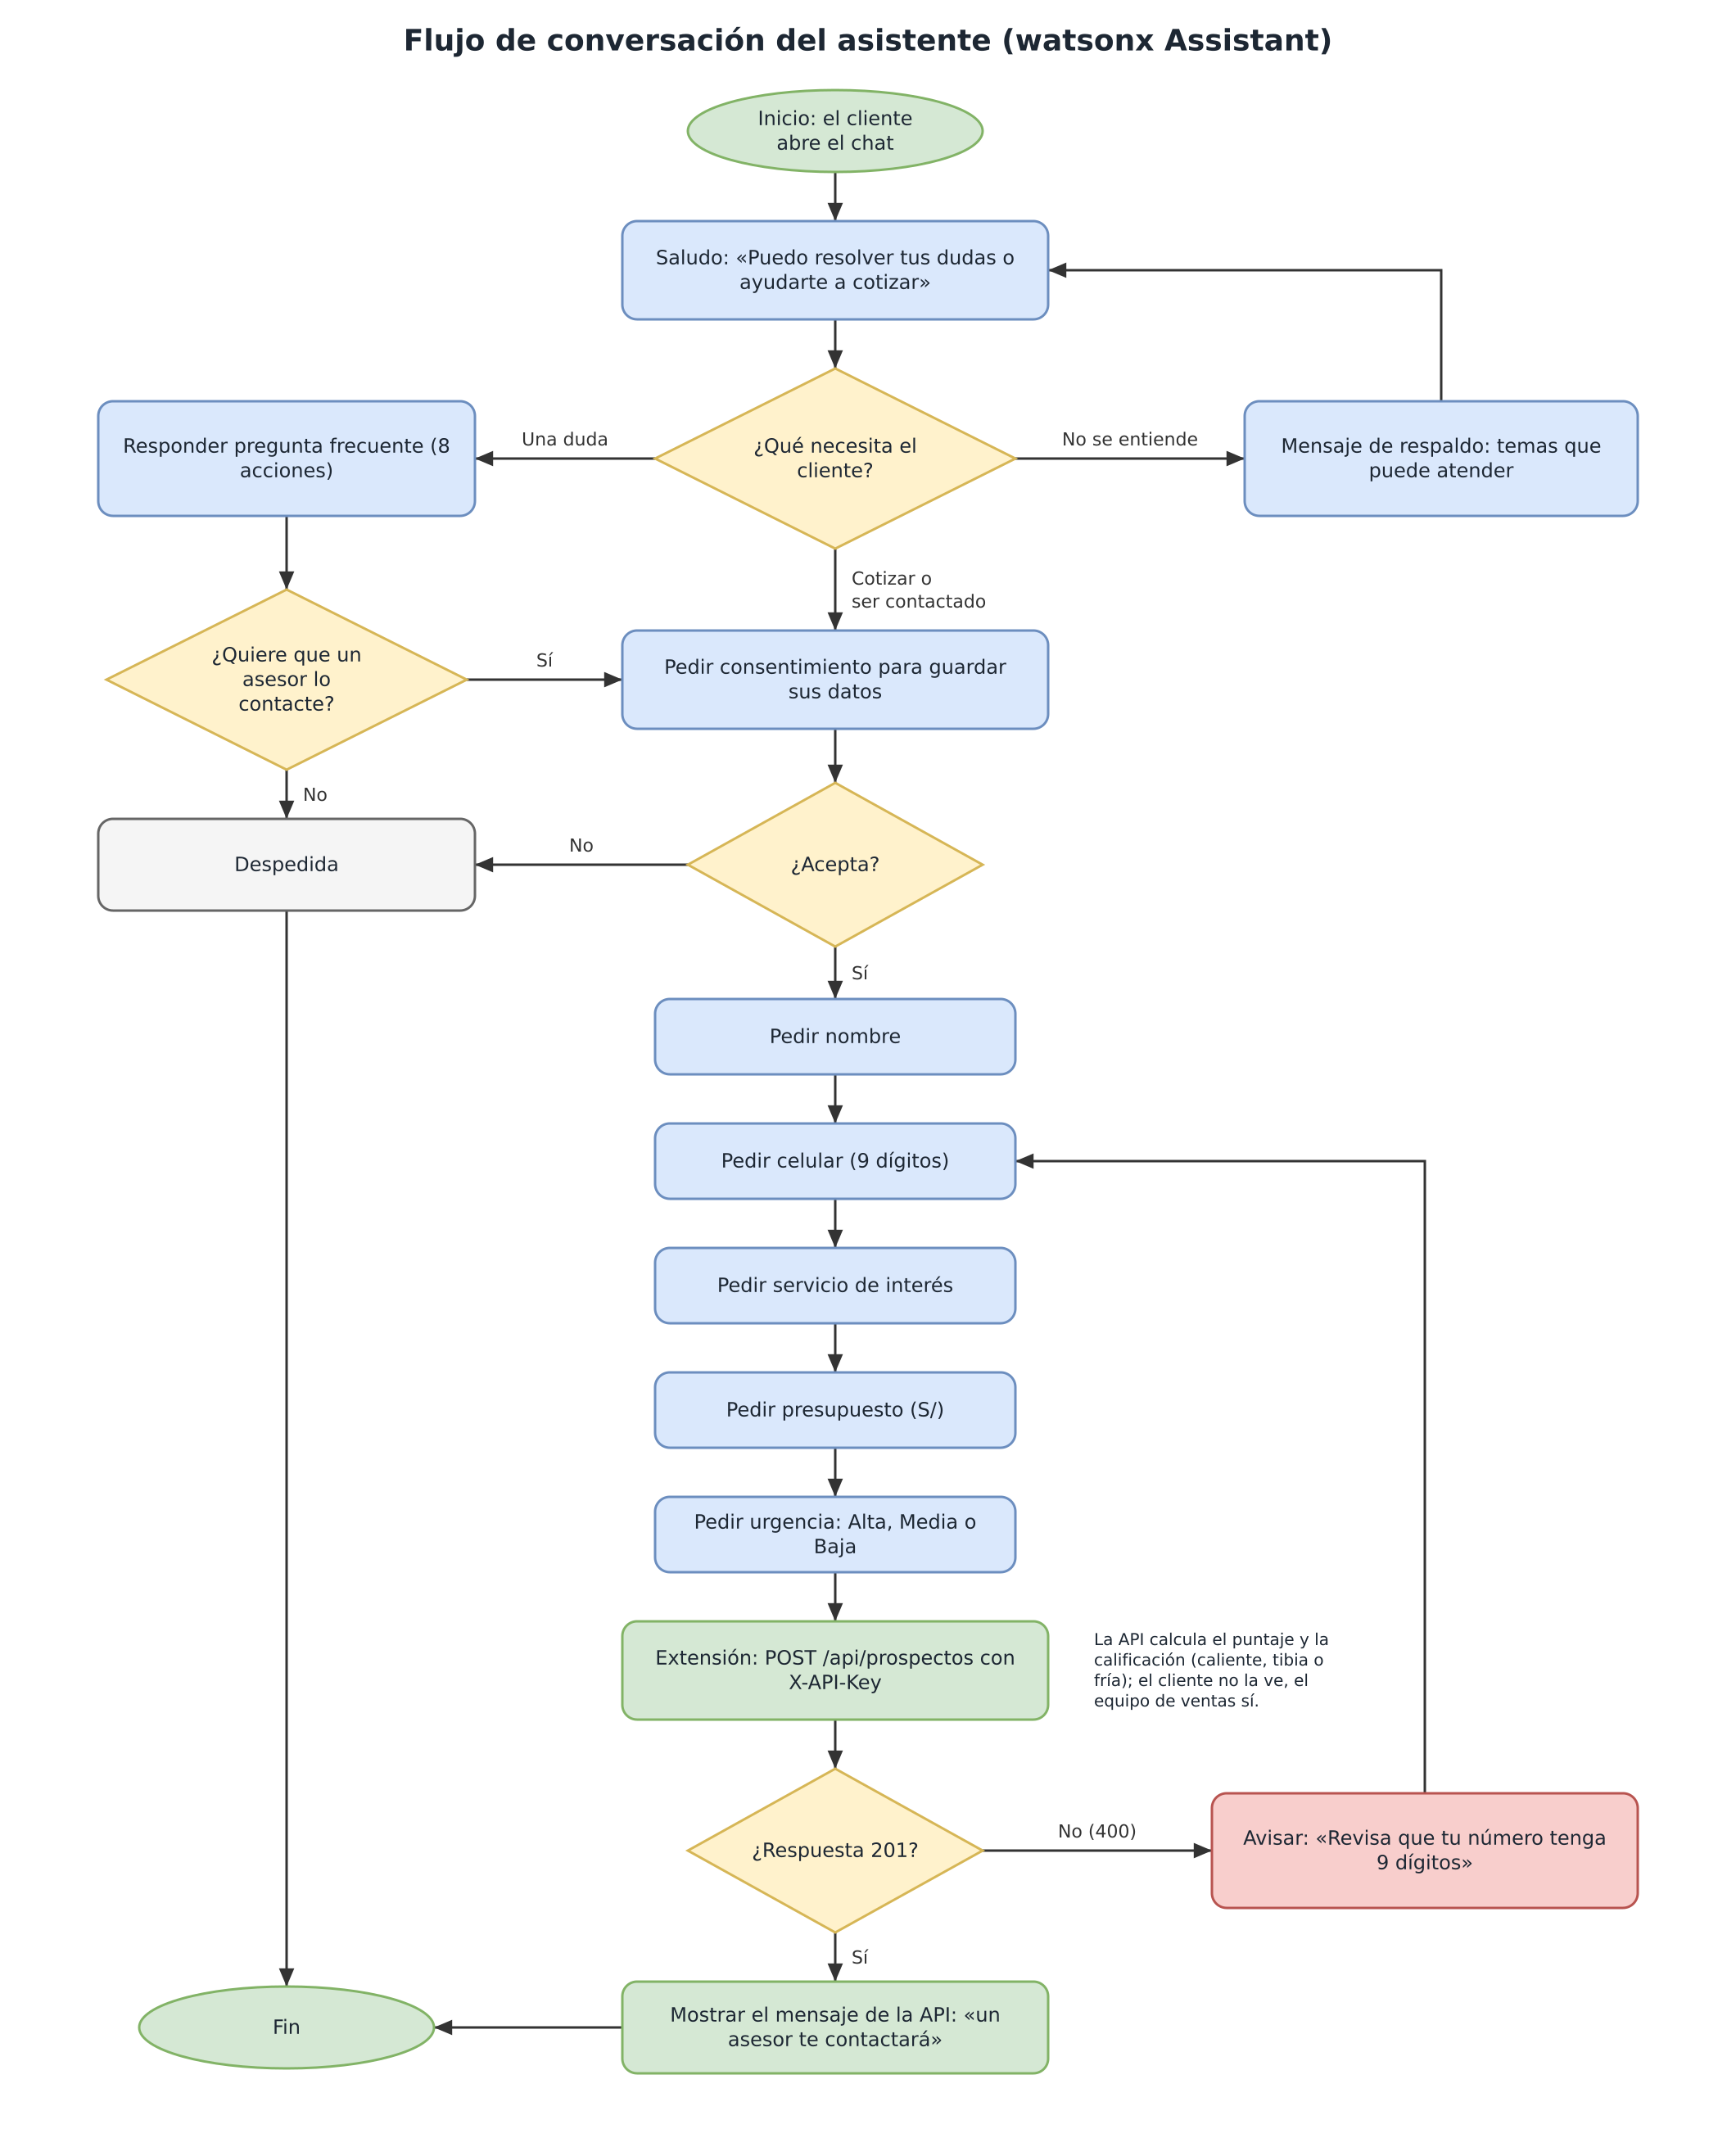 Flujo de conversación del asistente (watsonx Assistant)
Inicio: el cliente
abre el chat
Saludo: «Puedo resolver tus dudas o
ayudarte a cotizar»
Responder pregunta frecuente (8
acciones)
Una duda
¿Qué necesita el
cliente?
No se entiende
Mensaje de respaldo: temas que
puede atender
Cotizar o
ser contactado
¿Quiere que un
asesor lo
contacte?
Sí
Pedir consentimiento para guardar
sus datos
No
Despedida
No
¿Acepta?
Sí
Pedir nombre
Pedir celular (9 dígitos)
Pedir servicio de interés
Pedir presupuesto (S/)
Pedir urgencia: Alta, Media o
Baja
Extensión: POST /api/prospectos con
X-API-Key
La API calcula el puntaje y la
calificación (caliente, tibia o
fría); el cliente no la ve, el
equipo de ventas sí.
¿Respuesta 201?
No (400)
Avisar: «Revisa que tu número tenga
9 dígitos»
Sí
Mostrar el mensaje de la API: «un
asesor te contactará»
Fin